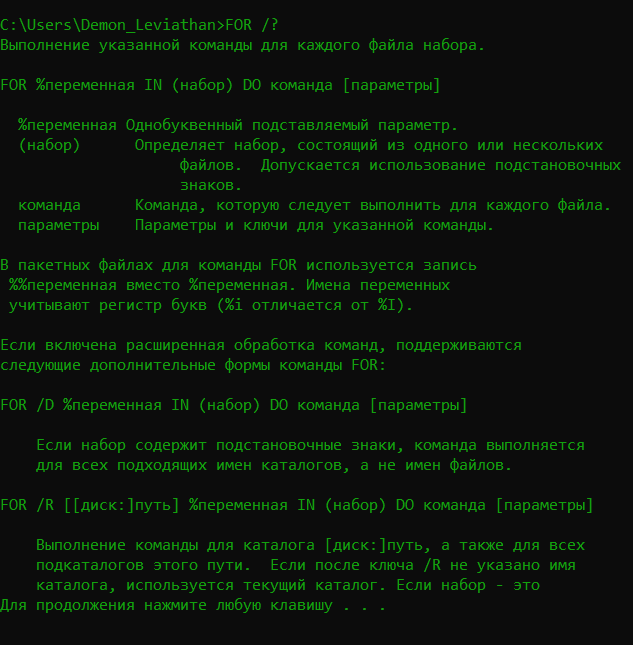 C:\Users\Demon_Leviathan>FOR /?
Выполнение указанной команды для каждого файла набора.

FOR %переменная IN (набор) DO команда [параметры]

  %переменная Однобуквенный подставляемый параметр.
  (набор)      Определяет набор, состоящий из одного или нескольких
                    файлов.  Допускается использование подстановочных
                    знаков.
  команда      Команда, которую следует выполнить для каждого файла.
  параметры    Параметры и ключи для указанной команды.

В пакетных файлах для команды FOR используется запись
 %%переменная вместо %переменная. Имена переменных
 учитывают регистр букв (%i отличается от %I).

Если включена расширенная обработка команд, поддерживаются
следующие дополнительные формы команды FOR:

FOR /D %переменная IN (набор) DO команда [параметры]

    Если набор содержит подстановочные знаки, команда выполняется
    для всех подходящих имен каталогов, а не имен файлов.

FOR /R [[диск:]путь] %переменная IN (набор) DO команда [параметры]

    Выполнение команды для каталога [диск:]путь, а также для всех
    подкаталогов этого пути.  Если после ключа /R не указано имя
    каталога, используется текущий каталог. Если набор - это
Для продолжения нажмите любую клавишу . . .